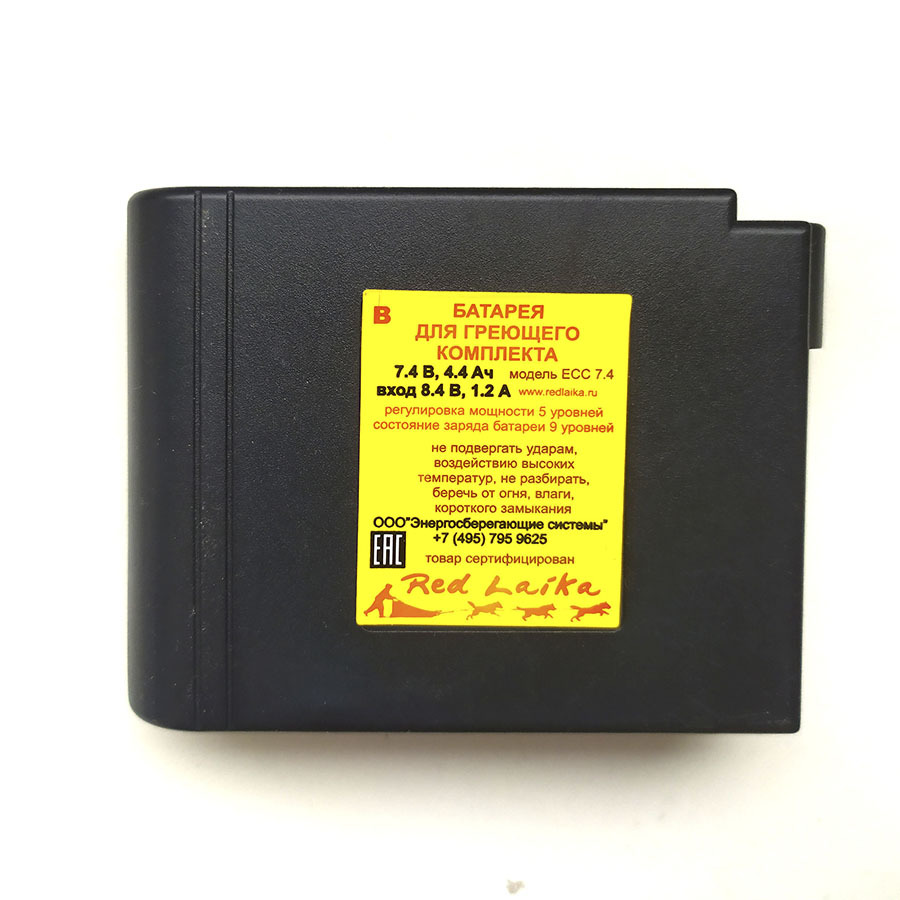 В
БАТАРЕЯ
ДЛЯ ГРЕЮЩЕГО
КОМПЛЕКТА
7.4 В, 4.4 Ач модель ЕСС 7.4
вход 8.4 В, 1.2 А www.redlaika.ru
регулировка мощности 5 уровней
состояние заряда батареи 9 уровней
не подвергать ударам,
воздействию высоких
температур, не разбирать,
беречь от огня, влаги,
короткого замыкания
ООО"Энергосберегающие системы"
+7 (495) 795 9625
EAC товар сертифицирован
Red Laika